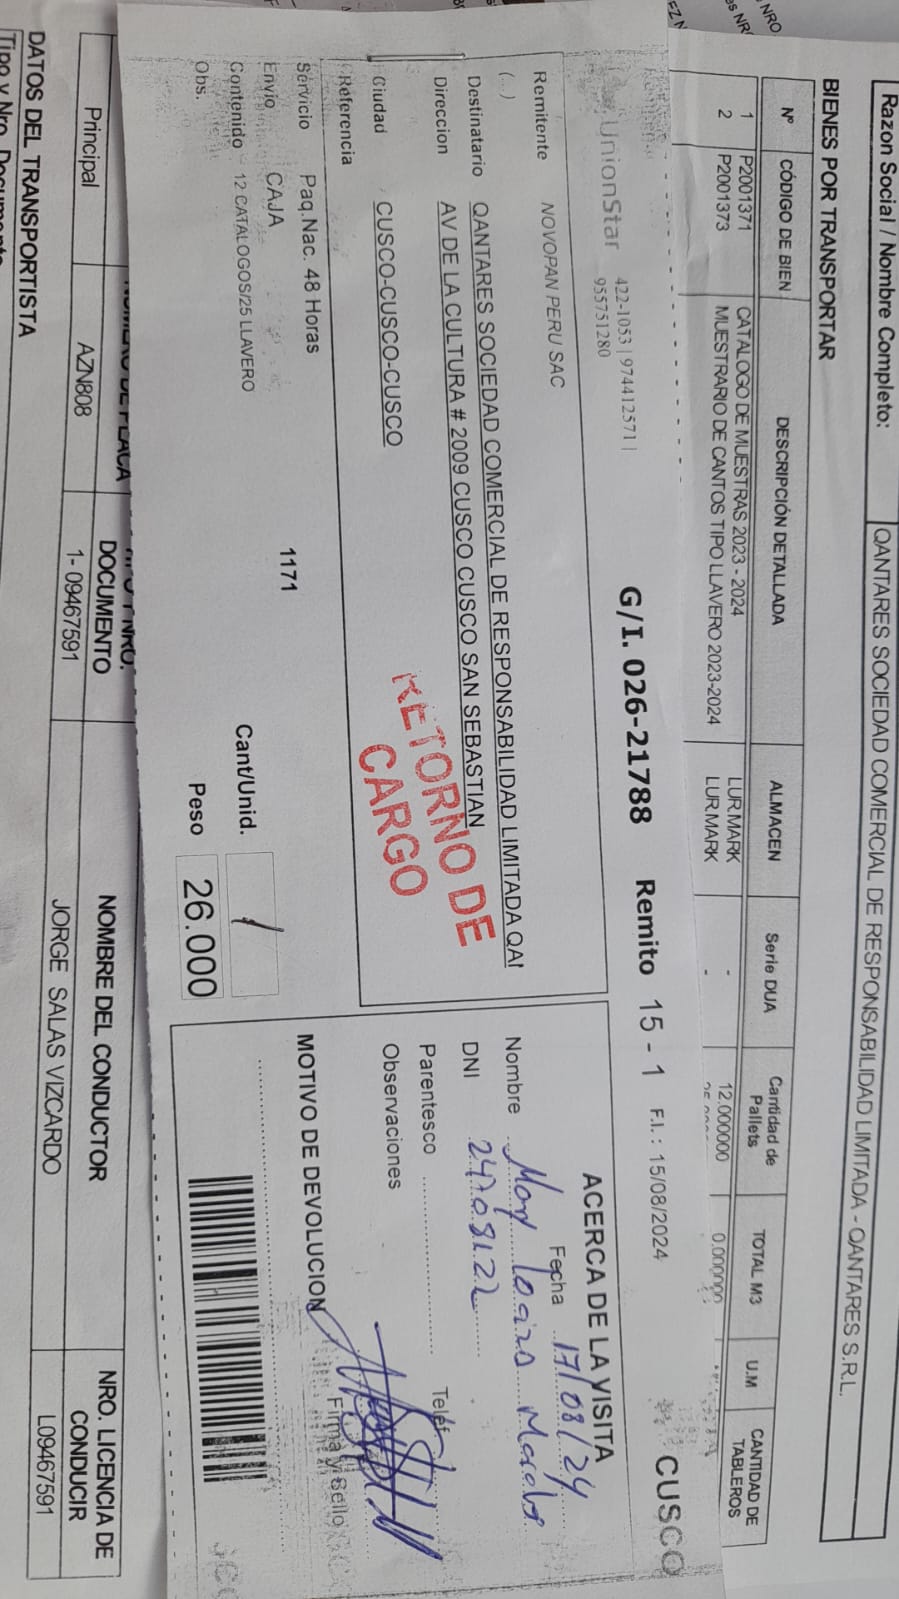 Razon Social / Nombre Completo: QANTARES SOCIEDAD COMERCIAL DE RESPONSABILIDAD LIMITADA - QANTARES S.R.L.
BIENES POR TRANSPORTAR
N° CÓDIGO DE BIEN DESCRIPCIÓN DETALLADA ALMACEN Serie DUA Cantidad de Pallets TOTAL M3 U.M CANTIDAD DE TABLEROS
1 P2001371 CATALOGO DE MUESTRAS 2023 - 2024 LUR.MARK - 12.000000 0.000000
2 P2001373 MUESTRARIO DE CANTOS TIPO LLAVERO 2023-2024 LUR.MARK -
UnionStar 422-1053 | 974412571 |
955751280
G/I. 026-21788 Remito 15 - 1 F.I. : 15/08/2024 CUSCO
Remitente NOVOPAN PERU SAC
(...)
Destinatario QANTARES SOCIEDAD COMERCIAL DE RESPONSABILIDAD LIMITADA QA
Direccion AV DE LA CULTURA # 2009 CUSCO CUSCO SAN SEBASTIAN
Ciudad CUSCO-CUSCO-CUSCO
Referencia
RETORNO DE
CARGO
Servicio Paq.Nac. 48 Horas
Envio CAJA 1171
Contenido 12 CATALOGOS/25 LLAVERO Cant/Unid. 1
Obs. Peso 26.000
ACERCA DE LA VISITA
Fecha 17/08/24
Nombre
DNI 24708122
Parentesco Teléf
Observaciones
MOTIVO DE DEVOLUCION Firma y Sello
Principal AZN808 1- 09467591 JORGE SALAS VIZCARDO L09467591
DOCUMENTO NOMBRE DEL CONDUCTOR NRO. LICENCIA DE CONDUCIR
DATOS DEL TRANSPORTISTA